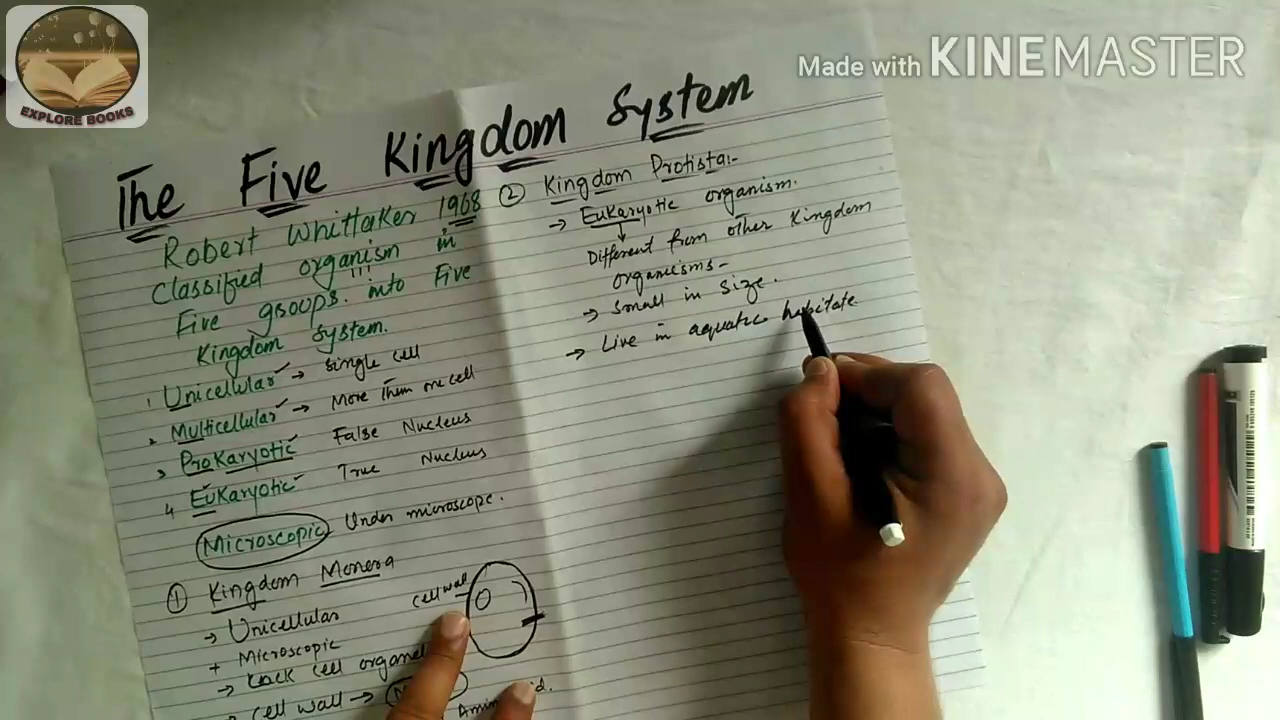 EXPLORE BOOKS
Made with KINEMASTER
The Five Kingdom System
Robert Whittaker 1968
Classified organism in
Five groups. into Five
Kingdom system.
1 Unicellular → Single cell
2 Multicellular → More Then one cell
3 ProKaryotic False Nucleus
4 EuKaryotic True Nucleus
Microscopic Under microscope.
① Kingdom Monera
→ Unicellular
+ Microscopic
→ Lack cell organel
cell wall →
Amin id.
cell wall
② Kingdom Protista:-
→ EuKaryotic organism.
Different from other Kingdom
organisms-
→ Small in size.
→ Live in aquatic habitate